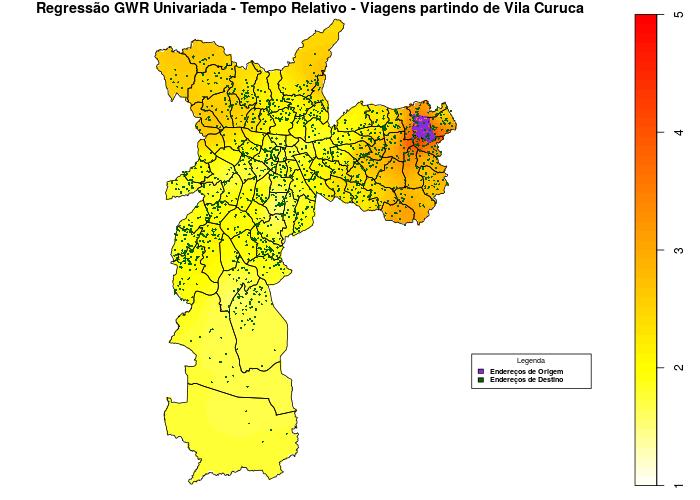 Regressão GWR Univariada - Tempo Relativo - Viagens partindo de Vila Curuca
5
4
3
2
1
Legenda
Endereços de Origem
Endereços de Destino